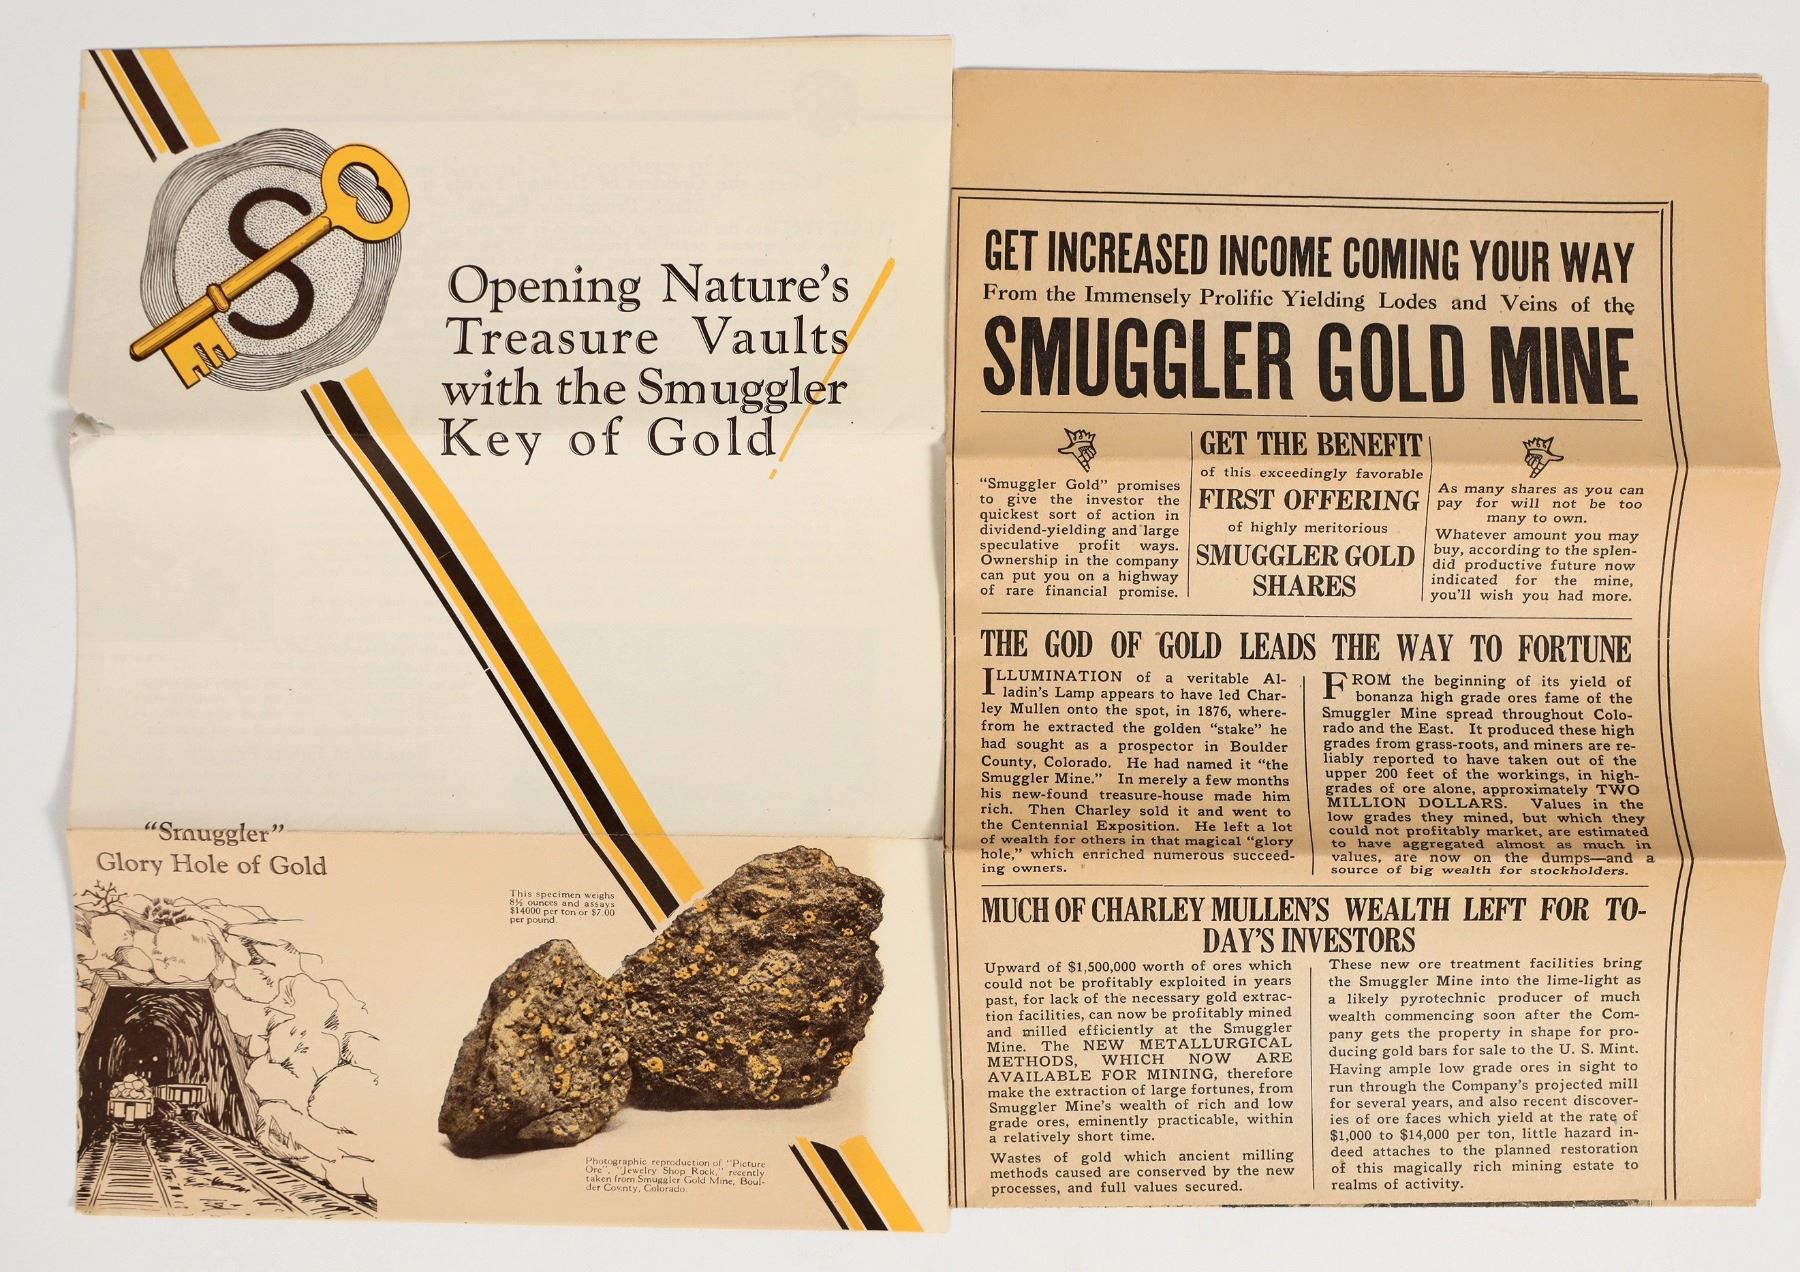 S
Opening Nature's
Treasure Vaults
with the Smuggler
Key of Gold
"Smuggler"
Glory Hole of Gold
This specimen weighs
8½ ounces and assays
$14000 per ton or $7.00
per pound.
Photographic reproduction of "Picture
Ore", "Jewelry Shop Rock," recently
taken from Smuggler Gold Mine, Boul-
der County, Colorado.
GET INCREASED INCOME COMING YOUR WAY
From the Immensely Prolific Yielding Lodes and Veins of the
SMUGGLER GOLD MINE
"Smuggler Gold" promises
to give the investor the
quickest sort of action in
dividend-yielding and large
speculative profit ways.
Ownership in the company
can put you on a highway
of rare financial promise.
GET THE BENEFIT
of this exceedingly favorable
FIRST OFFERING
of highly meritorious
SMUGGLER GOLD
SHARES
As many shares as you can
pay for will not be too
many to own.
Whatever amount you may
buy, according to the splen-
did productive future now
indicated for the mine,
you'll wish you had more.
THE GOD OF GOLD LEADS THE WAY TO FORTUNE
ILLUMINATION of a veritable Al-
ladin's Lamp appears to have led Char-
ley Mullen onto the spot, in 1876, where-
from he extracted the golden "stake" he
had sought as a prospector in Boulder
County, Colorado. He had named it "the
Smuggler Mine." In merely a few months
his new-found treasure-house made him
rich. Then Charley sold it and went to
the Centennial Exposition. He left a lot
of wealth for others in that magical "glory
hole," which enriched numerous succeed-
ing owners.
FROM the beginning of its yield of
bonanza high grade ores fame of the
Smuggler Mine spread throughout Colo-
rado and the East. It produced these high
grades from grass-roots, and miners are re-
liably reported to have taken out of the
upper 200 feet of the workings, in high-
grades of ore alone, approximately TWO
MILLION DOLLARS. Values in the
low grades they mined, but which they
could not profitably market, are estimated
to have aggregated almost as much in
values, are now on the dumps—and a
source of big wealth for stockholders.
MUCH OF CHARLEY MULLEN'S WEALTH LEFT FOR TO-
DAY'S INVESTORS
Upward of $1,500,000 worth of ores which
could not be profitably exploited in years
past, for lack of the necessary gold extrac-
tion facilities, can now be profitably mined
and milled efficiently at the Smuggler
Mine. The NEW METALLURGICAL
METHODS, WHICH NOW ARE
AVAILABLE FOR MINING, therefore
make the extraction of large fortunes, from
Smuggler Mine's wealth of rich and low
grade ores, eminently practicable, within
a relatively short time.
Wastes of gold which ancient milling
methods caused are conserved by the new
processes, and full values secured.
These new ore treatment facilities bring
the Smuggler Mine into the lime-light as
a likely pyrotechnic producer of much
wealth commencing soon after the Com-
pany gets the property in shape for pro-
ducing gold bars for sale to the U. S. Mint.
Having ample low grade ores in sight to
run through the Company's projected mill
for several years, and also recent discover-
ies of ore faces which yield at the rate of
$1,000 to $14,000 per ton, little hazard in-
deed attaches to the planned restoration
of this magically rich mining estate to
realms of activity.